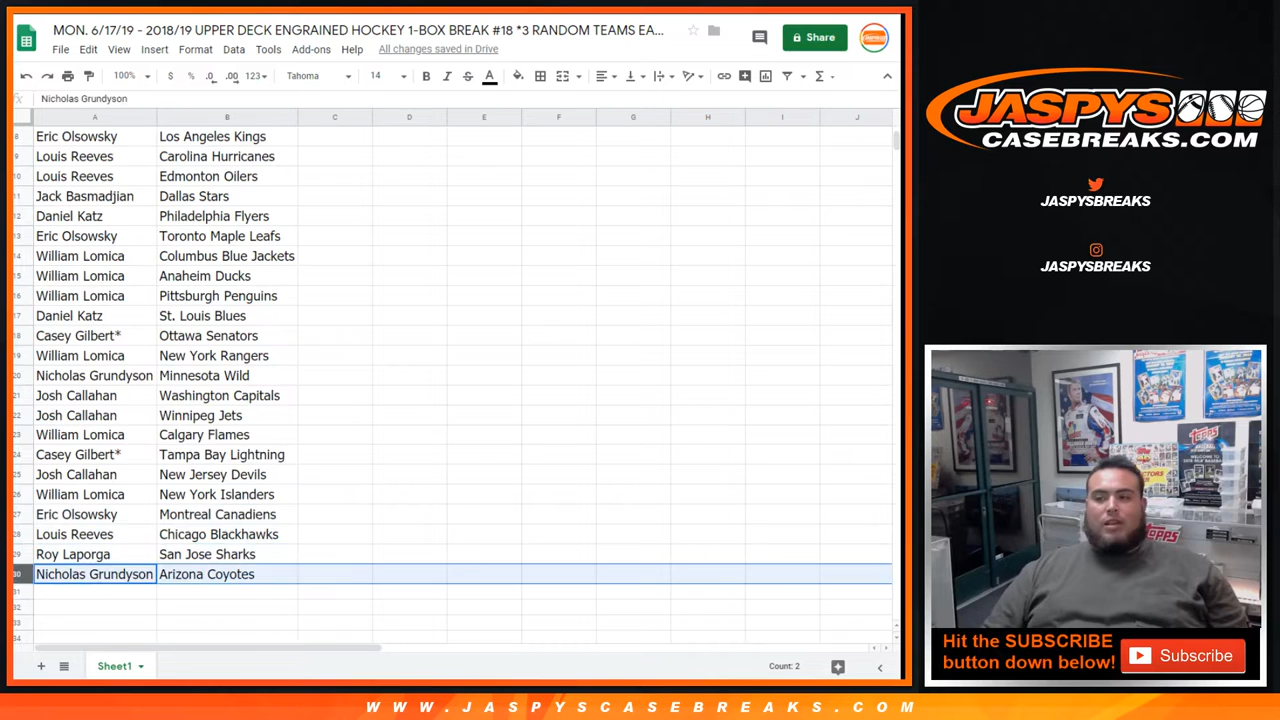 MON. 6/17/19 - 2018/19 UPPER DECK ENGRAINED HOCKEY 1-BOX BREAK #18 *3 RANDOM TEAMS EA...
File Edit View Insert Format Data Tools Add-ons Help All changes saved in Drive
Share
100% $ % .0 .00 123 Tahoma 14 B I S A
fx Nicholas Grundyson
A B C D E F G H I J
8 Eric Olsowsky Los Angeles Kings
9 Louis Reeves Carolina Hurricanes
10 Louis Reeves Edmonton Oilers
11 Jack Basmadjian Dallas Stars
12 Daniel Katz Philadelphia Flyers
13 Eric Olsowsky Toronto Maple Leafs
14 William Lomica Columbus Blue Jackets
15 William Lomica Anaheim Ducks
16 William Lomica Pittsburgh Penguins
17 Daniel Katz St. Louis Blues
18 Casey Gilbert* Ottawa Senators
19 William Lomica New York Rangers
20 Nicholas Grundyson Minnesota Wild
21 Josh Callahan Washington Capitals
22 Josh Callahan Winnipeg Jets
23 William Lomica Calgary Flames
24 Casey Gilbert* Tampa Bay Lightning
25 Josh Callahan New Jersey Devils
26 William Lomica New York Islanders
27 Eric Olsowsky Montreal Canadiens
28 Louis Reeves Chicago Blackhawks
29 Roy Laporga San Jose Sharks
30 Nicholas Grundyson Arizona Coyotes
31
32
33
34
Sheet1
Count: 2
JASPYS
CASEBREAKS.COM
JASPYSBREAKS
JASPYSBREAKS
topps
topps
Hit the SUBSCRIBE
button down below!
Subscribe
WWW.JASPYSCASEBREAKS.COM